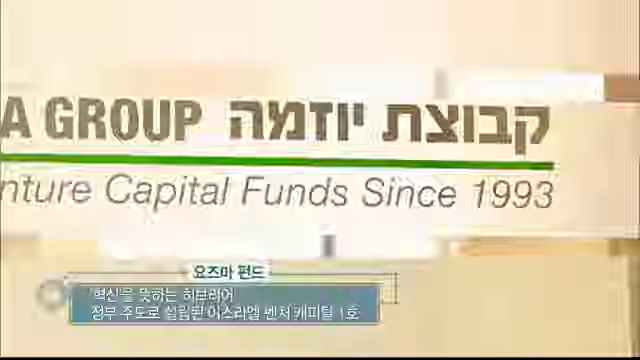 A GROUP קבוצת יוזמה
nture Capital Funds Since 1993
요즈마 펀드
'혁신'을 뜻하는 히브리어
정부 주도로 설립된 이스라엘 벤처 캐피탈 1호